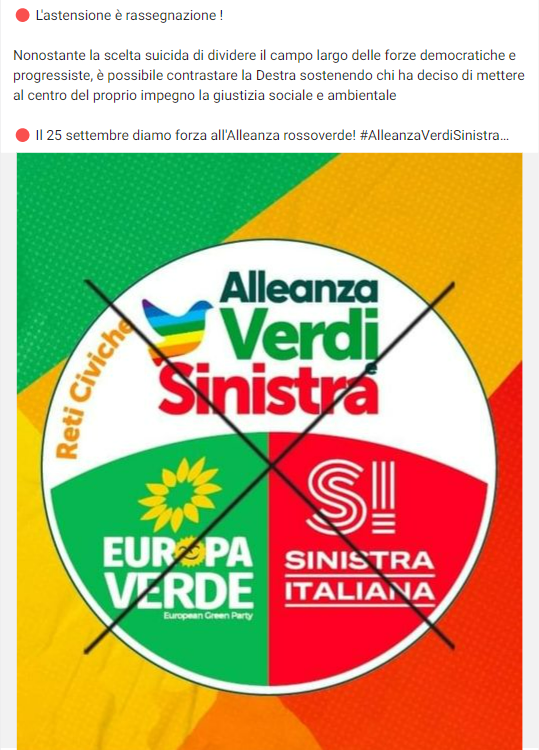 🔴 L'astensione è rassegnazione !
Nonostante la scelta suicida di dividere il campo largo delle forze democratiche e
progressiste, è possibile contrastare la Destra sostenendo chi ha deciso di mettere
al centro del proprio impegno la giustizia sociale e ambientale
🔴 Il 25 settembre diamo forza all'Alleanza rossoverde! #AlleanzaVerdiSinistra...
Alleanza
Verdi
e
Sinistra
Reti Civiche
EUROPA
VERDE
European Green Party
SI
SINISTRA
ITALIANA